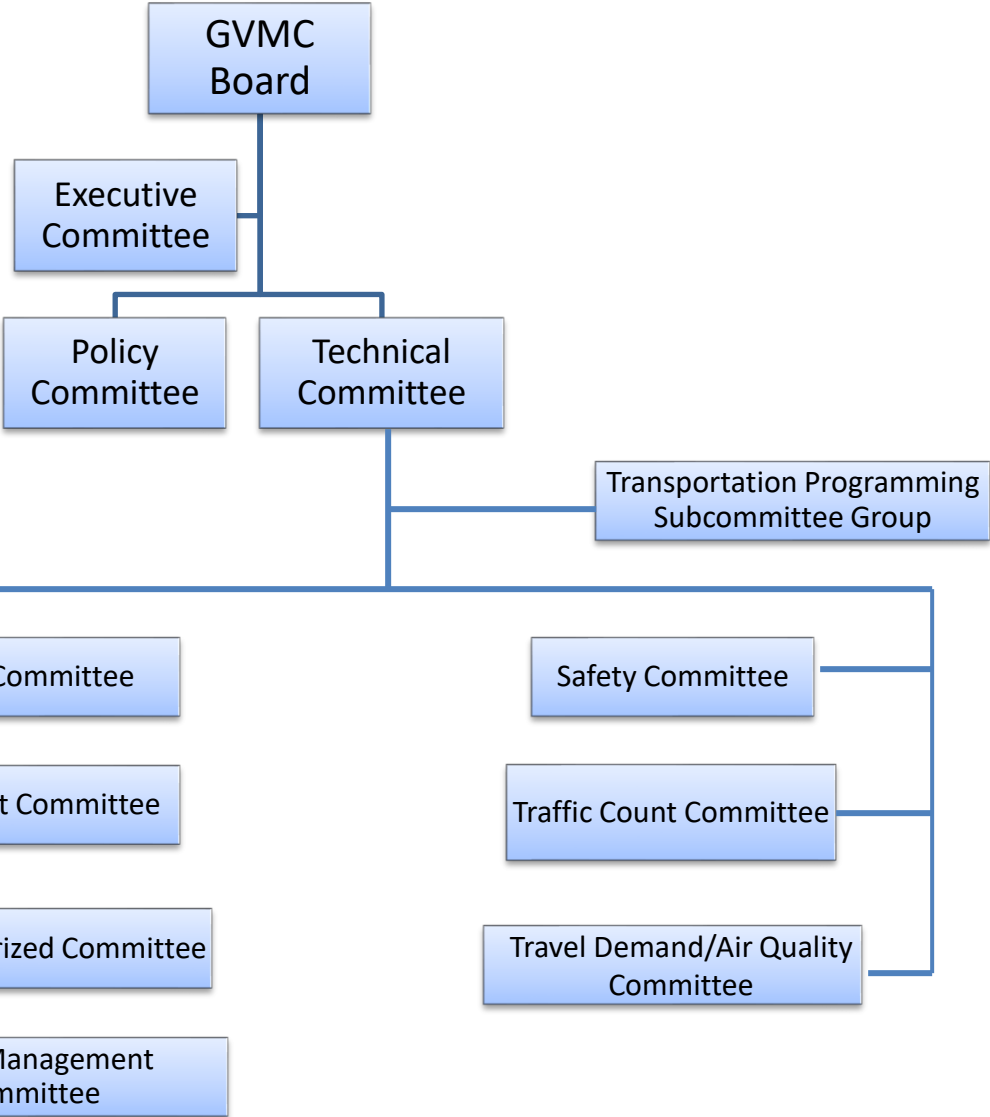 GVMC
Board
Executive
Committee
Policy
Committee
Technical
Committee
Transportation Programming
Subcommittee Group
Committee
Safety Committee
Committee
Traffic Count Committee
Committee
Travel Demand/Air Quality
Committee
Management